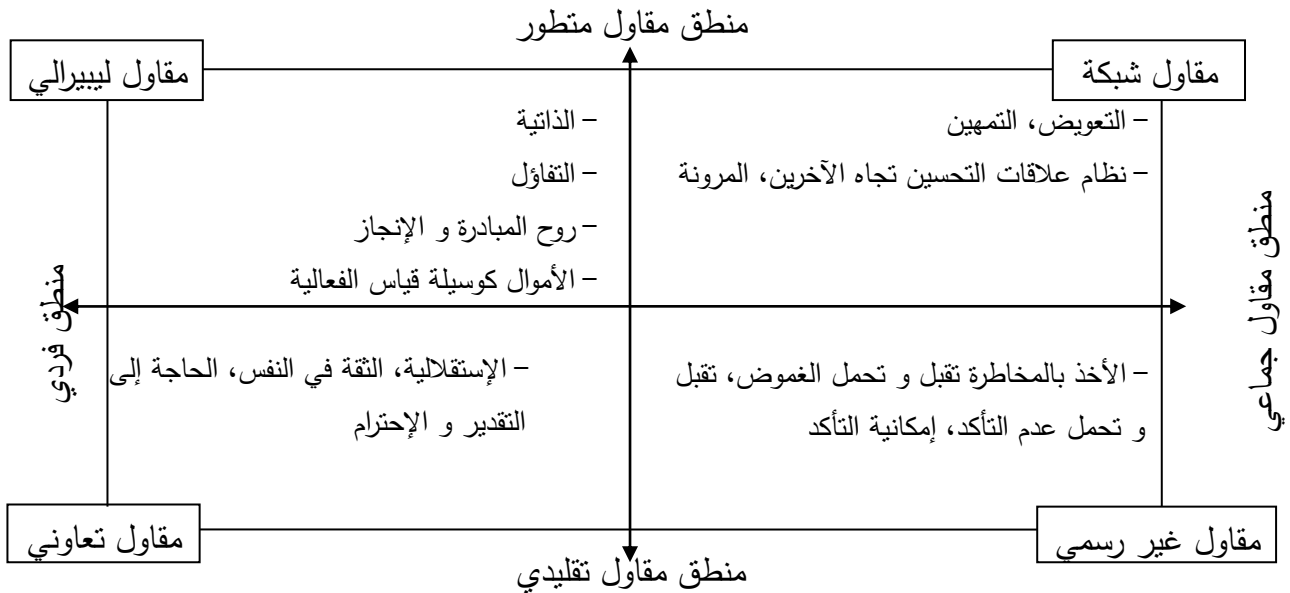 منطق مقاول متطور
مقاول شبكة
مقاول ليبيرالي
– التعويض، التمهين
– نظام علاقات التحسين تجاه الآخرين، المرونة
– الذاتية
– التفاؤل
– روح المبادرة و الإنجاز
– الأموال كوسيلة قياس الفعالية
منطق مقاول جماعي
منطق فردي
– الأخذ بالمخاطرة تقبل و تحمل الغموض، تقبل
و تحمل عدم التأكد، إمكانية التأكد
– الإستقلالية، الثقة في النفس، الحاجة إلى
التقدير و الإحترام
مقاول غير رسمي
مقاول تعاوني
منطق مقاول تقليدي